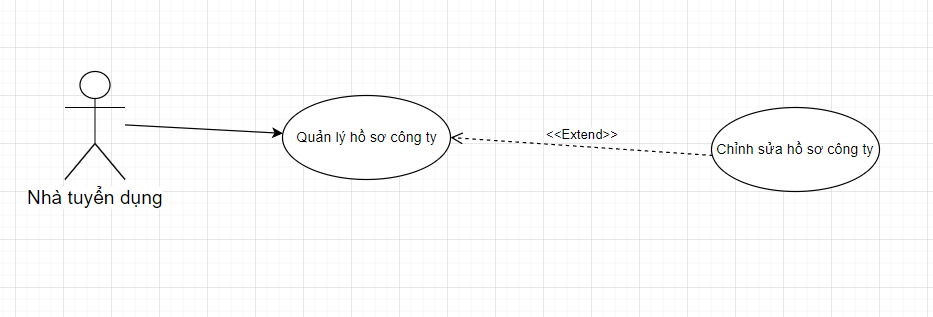 <<Extend>>
Quản lý hồ sơ công ty
Chỉnh sửa hồ sơ công ty
Nhà tuyển dụng